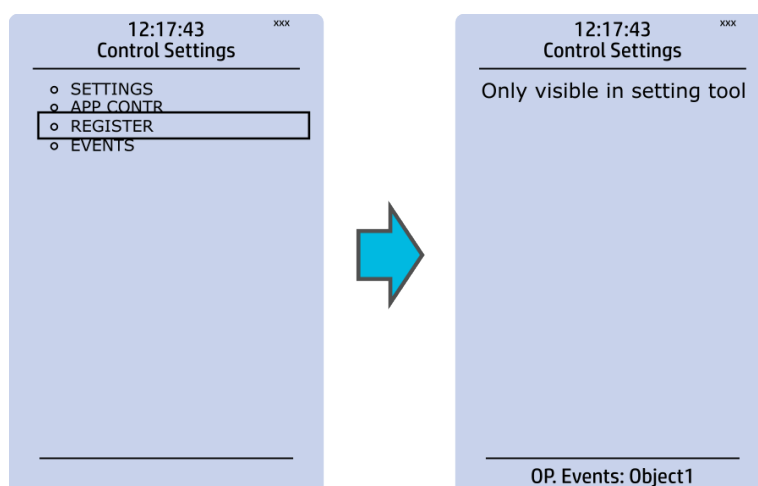 12:17:43
xxx
Control Settings
SETTINGS
APP CONTR
REGISTER
EVENTS
12:17:43
xxx
Control Settings
Only visible in setting tool
OP. Events: Object1